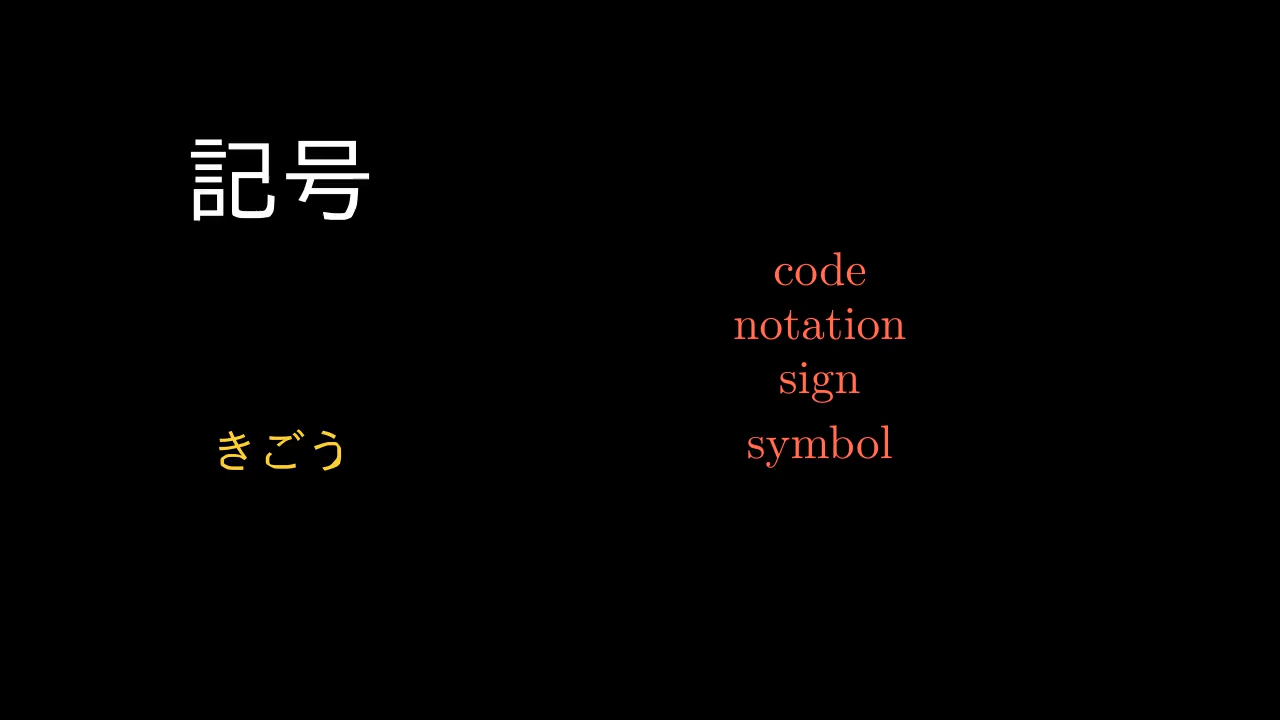 記号
きごう
code
notation
sign
symbol